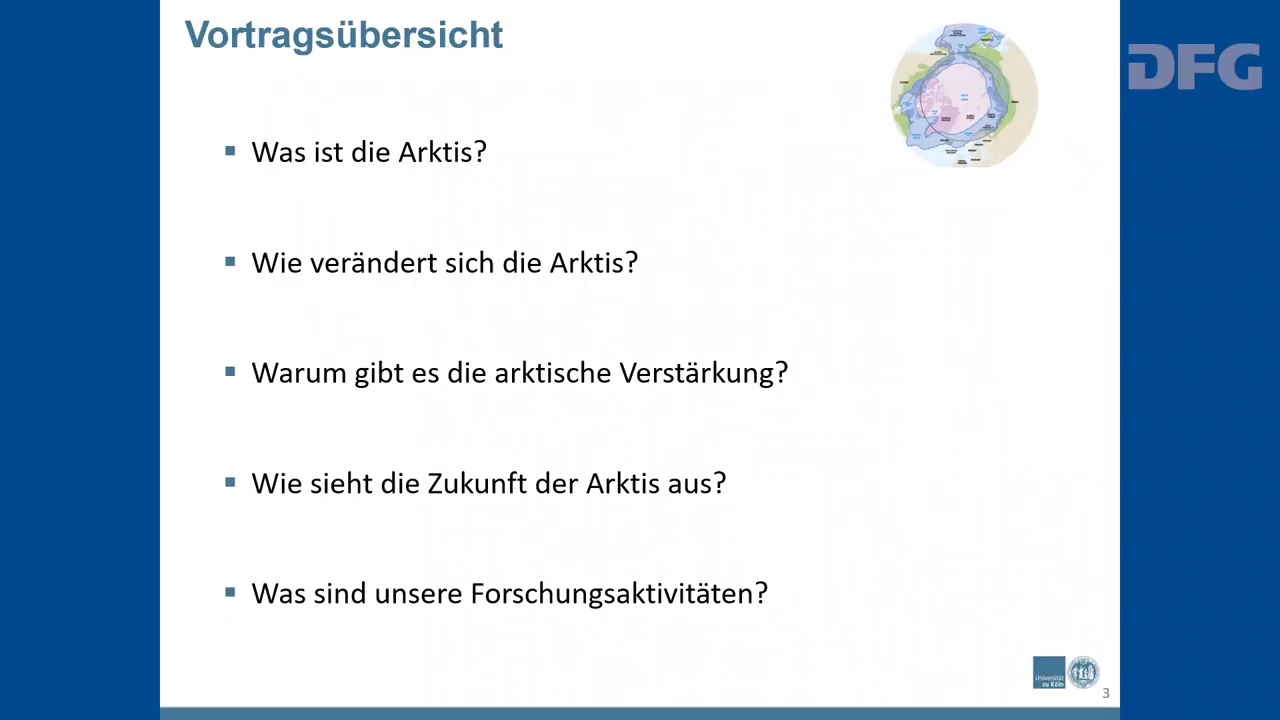 Vortragsübersicht
DFG
Was ist die Arktis?
Wie verändert sich die Arktis?
Warum gibt es die arktische Verstärkung?
Wie sieht die Zukunft der Arktis aus?
Was sind unsere Forschungsaktivitäten?
Universität
zu Köln
3